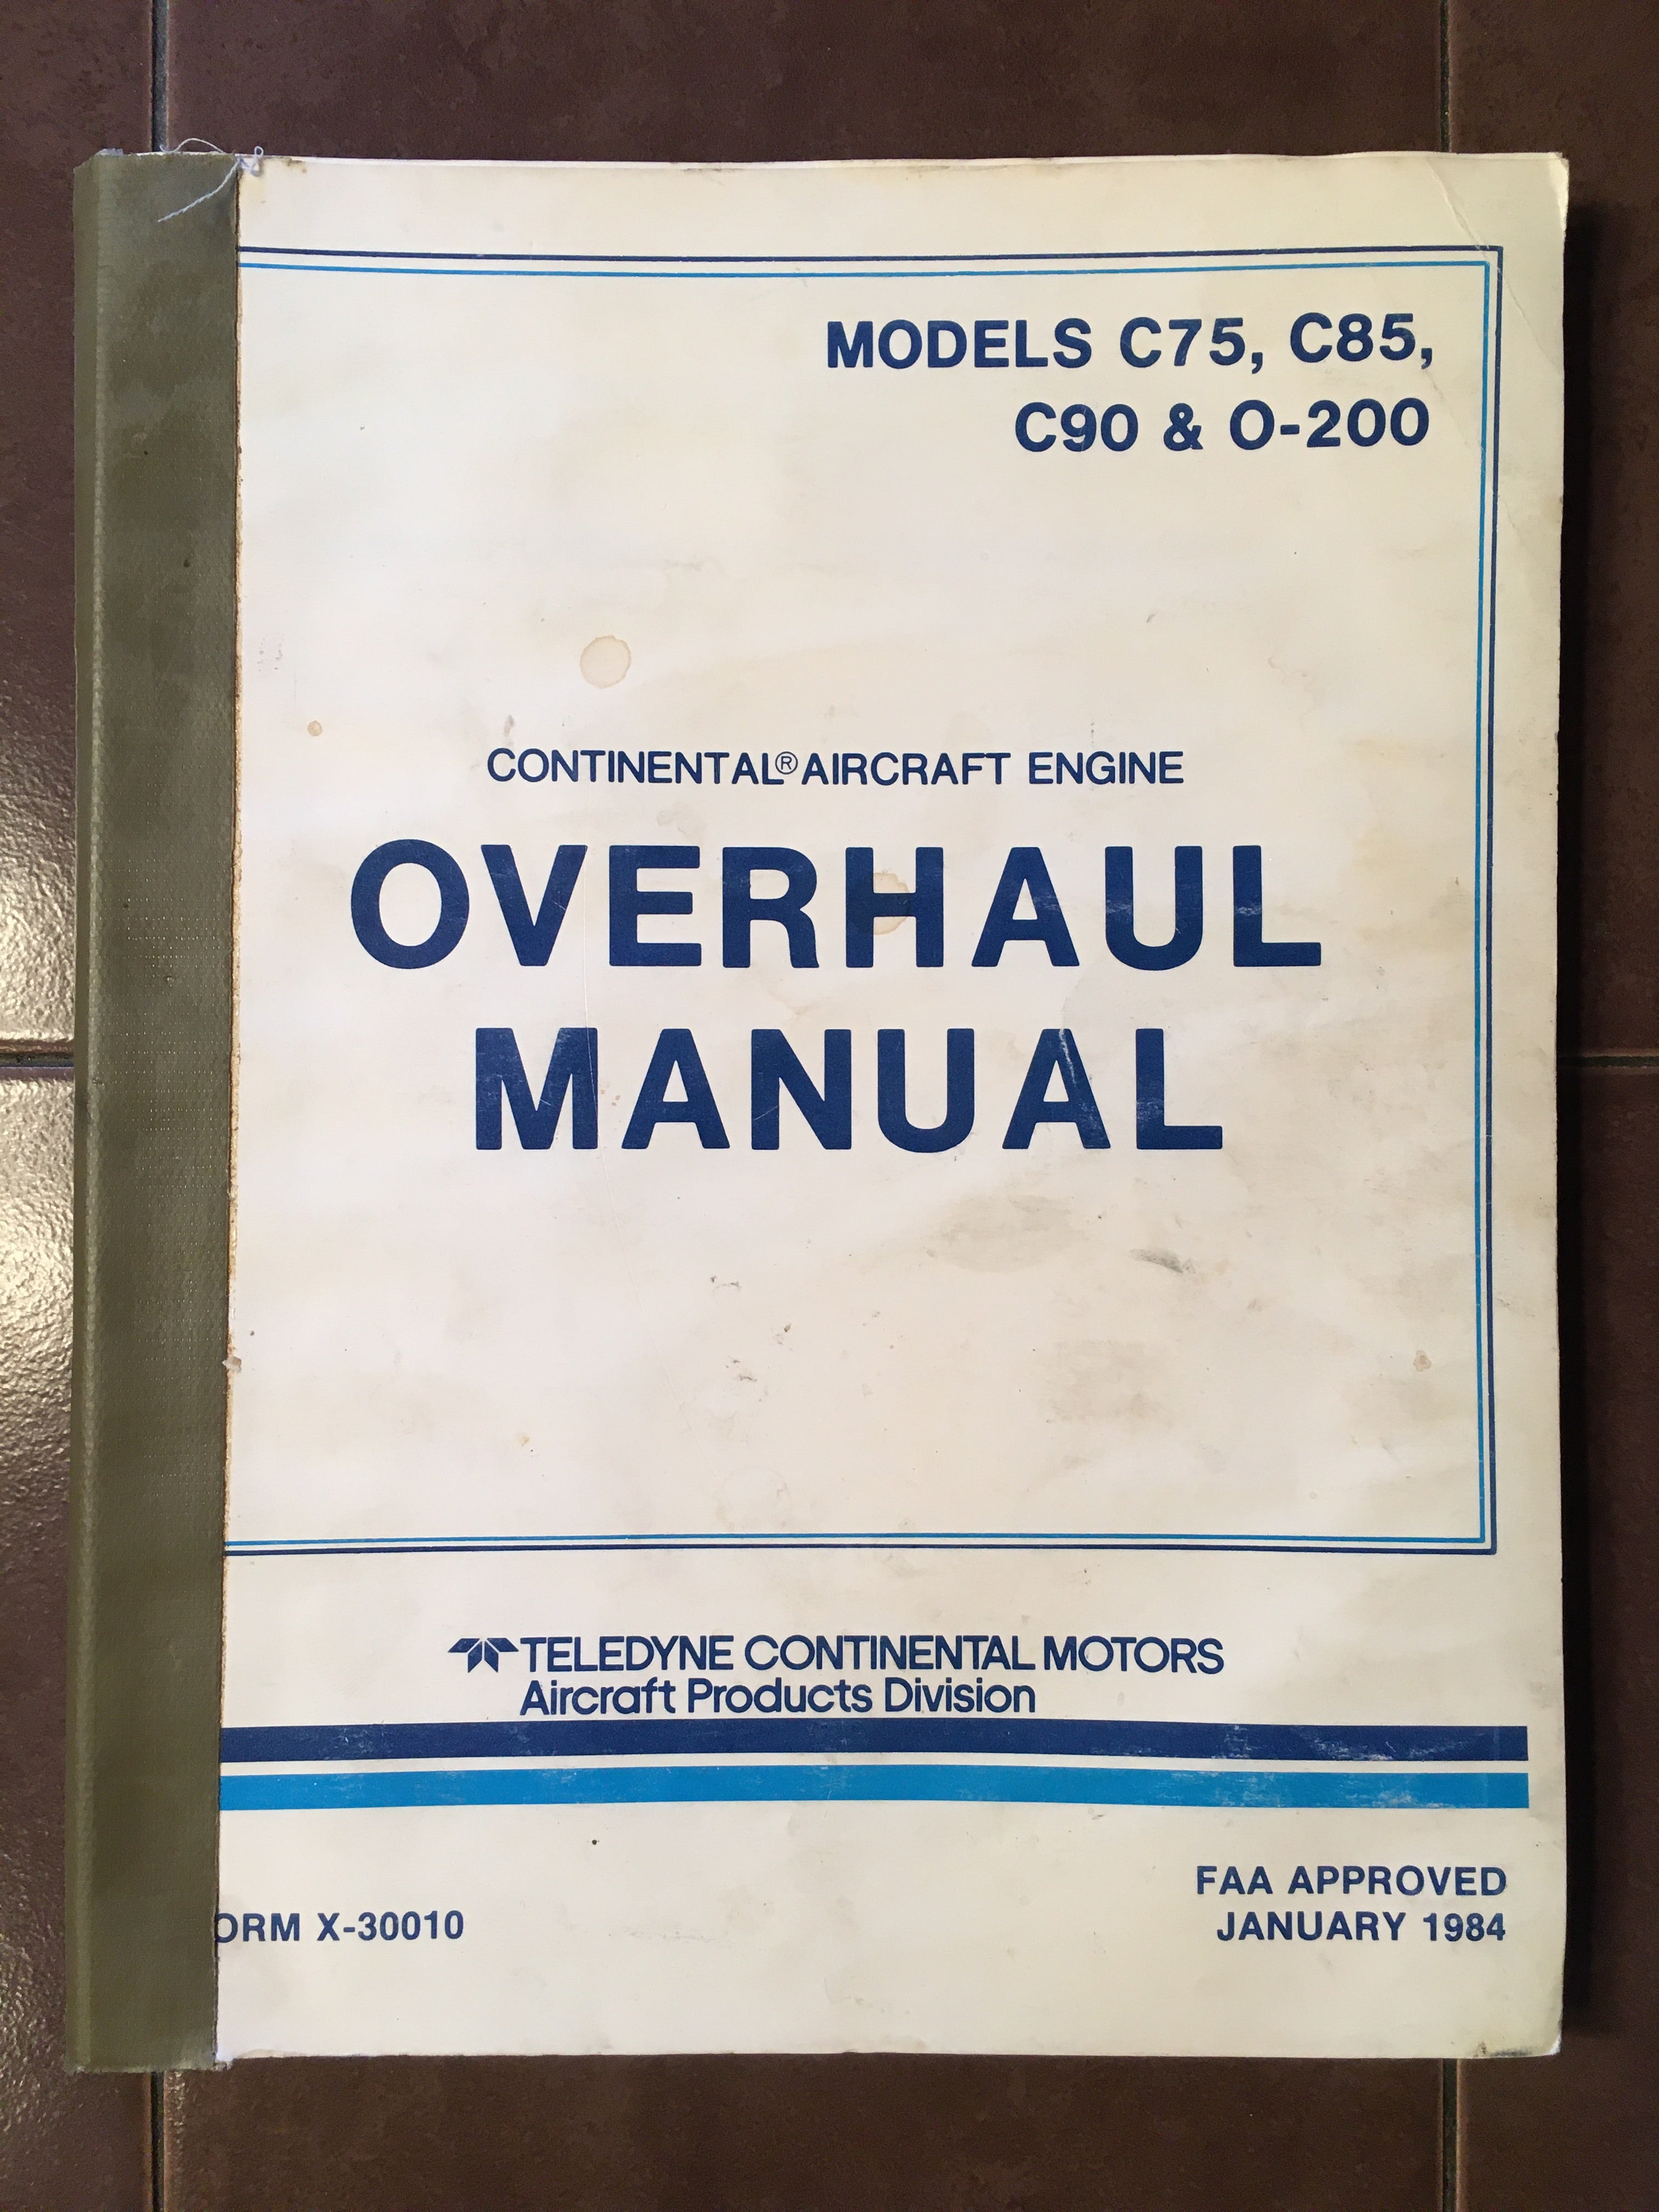 MODELS C75, C85,
C90 & O-200
CONTINENTAL® AIRCRAFT ENGINE
OVERHAUL
MANUAL
TELEDYNE CONTINENTAL MOTORS
Aircraft Products Division
FAA APPROVED
ORM X-30010
JANUARY 1984